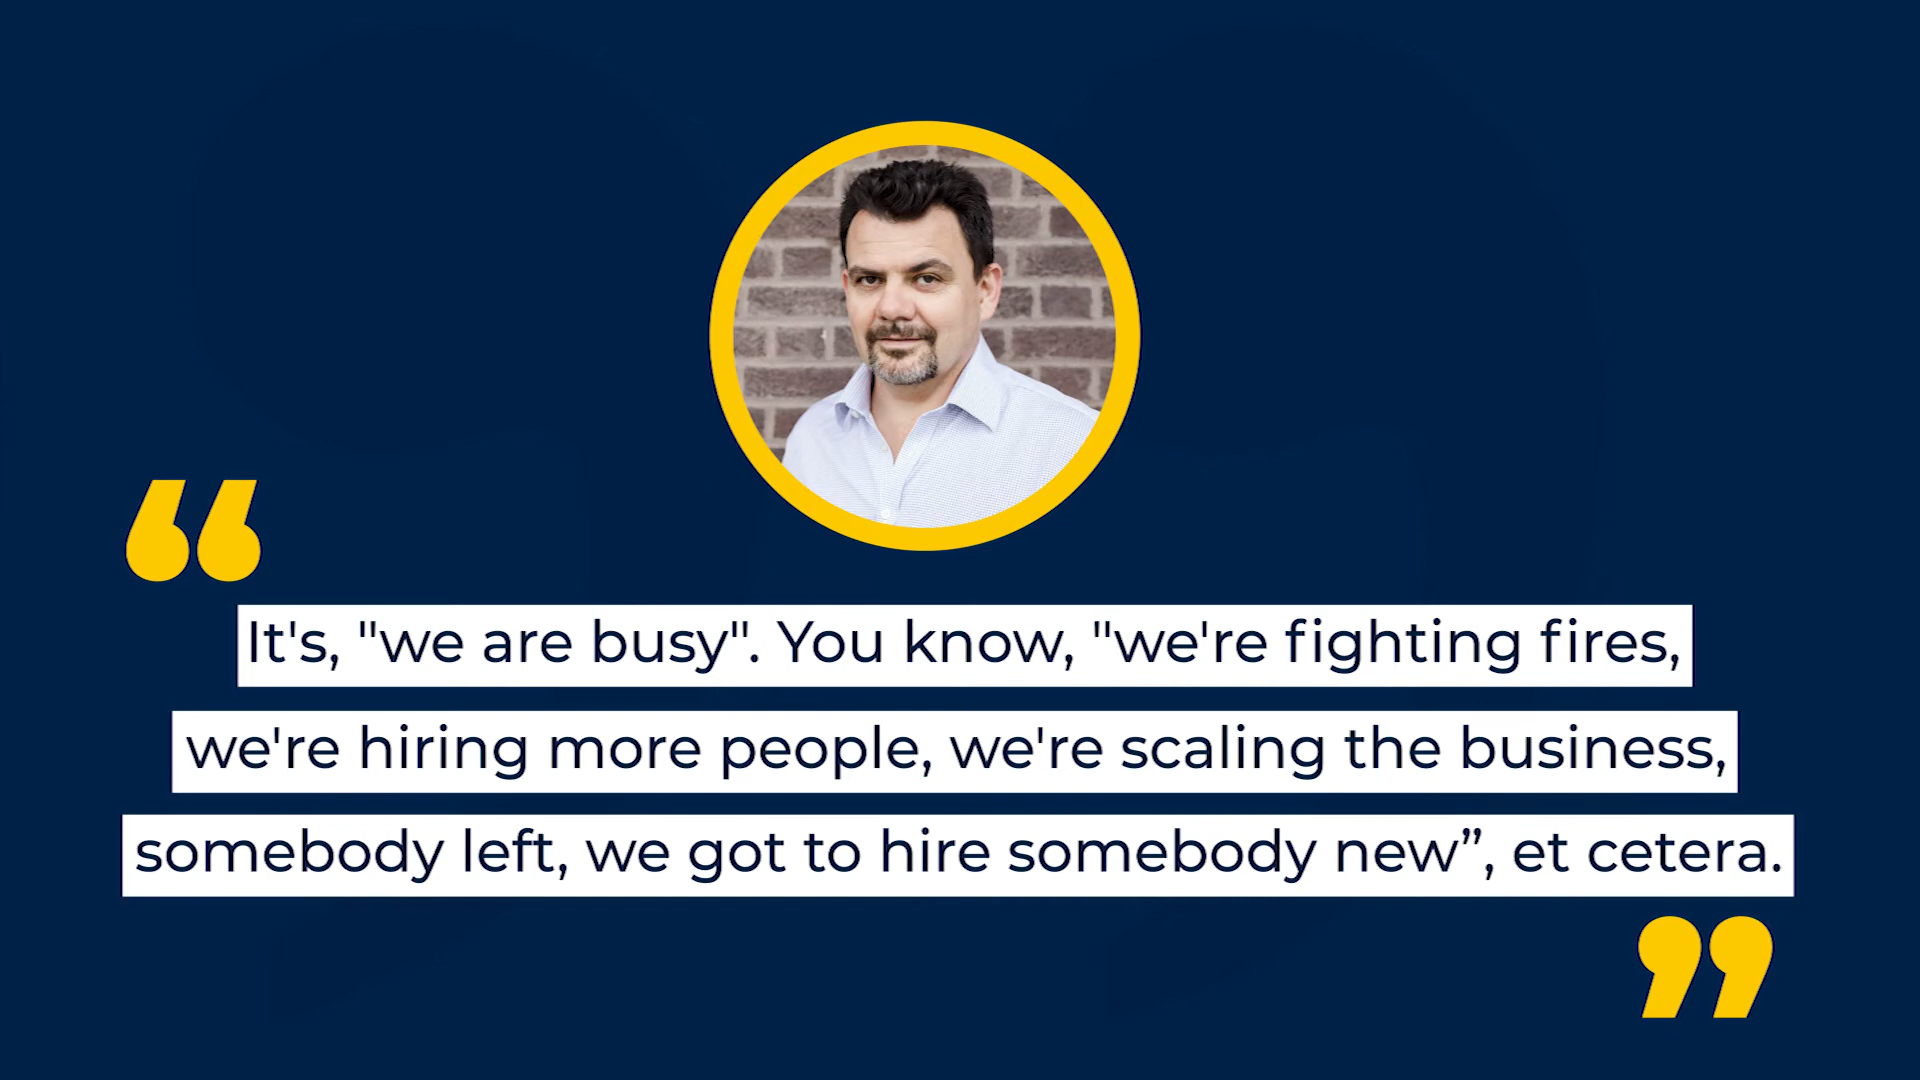 It's, "we are busy". You know, "we're fighting fires,
we're hiring more people, we're scaling the business,
somebody left, we got to hire somebody new”, et cetera.